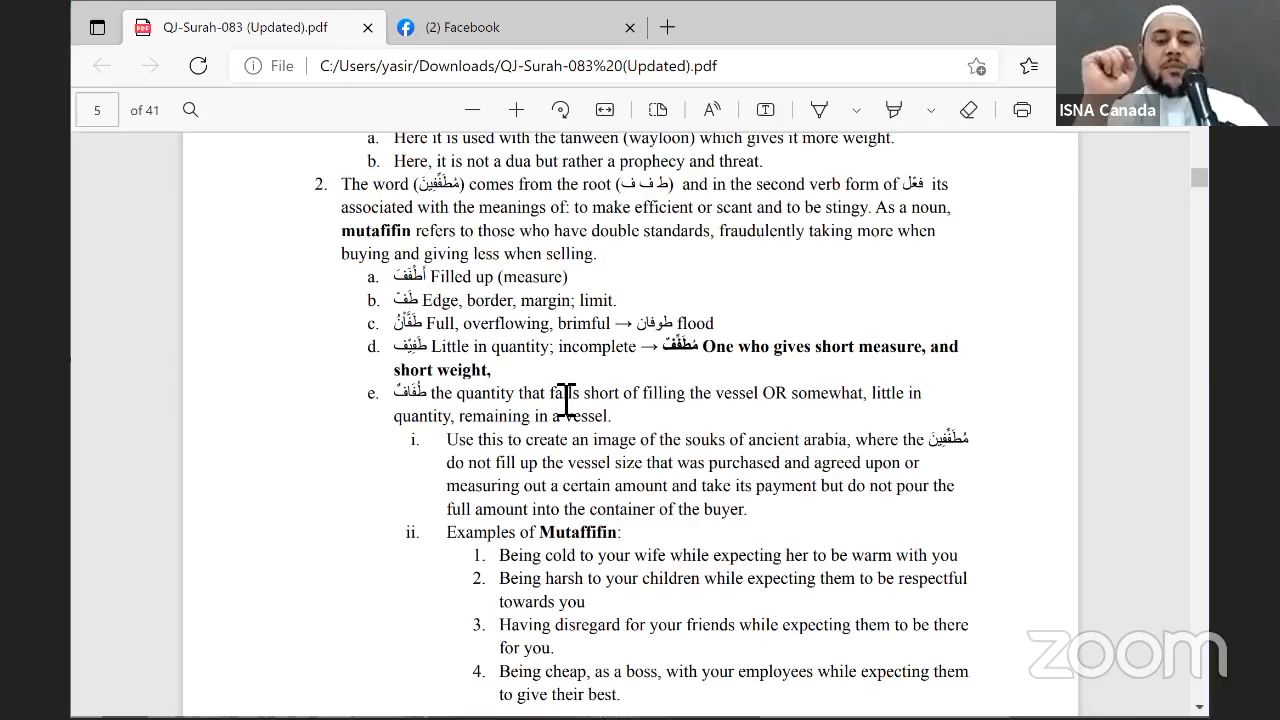 QJ-Surah-083 (Updated).pdf
(2) Facebook
File
C:/Users/yasir/Downloads/QJ-Surah-083%20(Updated).pdf
5 of 41
ISNA Canada
a. Here it is used with the tanween (wayloon) which gives it more weight.
b. Here, it is not a dua but rather a prophecy and threat.
2. The word (مُطَفِّفِينَ) comes from the root (ط ف ف) and in the second verb form of فعّل its
associated with the meanings of: to make efficient or scant and to be stingy. As a noun,
mutafifin refers to those who have double standards, fraudulently taking more when
buying and giving less when selling.
a. أَطْفَفَ Filled up (measure)
b. طَفّ Edge, border, margin; limit.
c. طَفَّاْنُ Full, overflowing, brimful → طوفان flood
d. طَفِيْف Little in quantity; incomplete → مُطَفِّفٌ One who gives short measure, and
short weight,
e. طُفَافٌ the quantity that falls short of filling the vessel OR somewhat, little in
quantity, remaining in a vessel.
i. Use this to create an image of the souks of ancient arabia, where the مُطَفِّفِينَ
do not fill up the vessel size that was purchased and agreed upon or
measuring out a certain amount and take its payment but do not pour the
full amount into the container of the buyer.
ii. Examples of Mutaffifin:
1. Being cold to your wife while expecting her to be warm with you
2. Being harsh to your children while expecting them to be respectful
towards you
3. Having disregard for your friends while expecting them to be there
for you.
4. Being cheap, as a boss, with your employees while expecting them
to give their best.
zoom